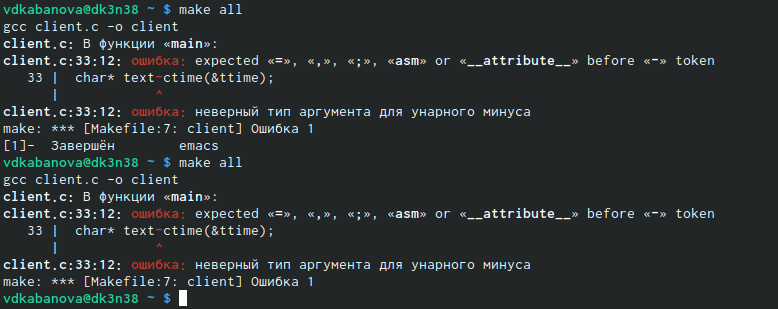 vdkabanova@dk3n38 ~ $ make all
gcc client.c -o client
client.c: В функции «main»:
client.c:33:12: ошибка: expected «=», «,», «;», «asm» or «__attribute__» before «-» token
   33 |  char* text-ctime(&ttime);
      |            ^
client.c:33:12: ошибка: неверный тип аргумента для унарного минуса
make: *** [Makefile:7: client] Ошибка 1
[1]-  Завершён        emacs
vdkabanova@dk3n38 ~ $ make all
gcc client.c -o client
client.c: В функции «main»:
client.c:33:12: ошибка: expected «=», «,», «;», «asm» or «__attribute__» before «-» token
   33 |  char* text-ctime(&ttime);
      |            ^
client.c:33:12: ошибка: неверный тип аргумента для унарного минуса
make: *** [Makefile:7: client] Ошибка 1
vdkabanova@dk3n38 ~ $